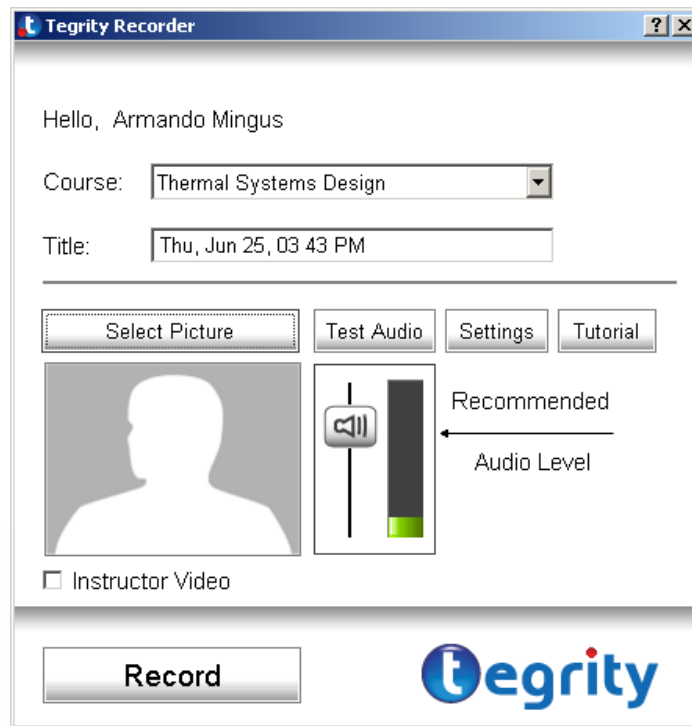 Tegrity Recorder
Hello, Armando Mingus
Course: Thermal Systems Design
Title: Thu, Jun 25, 03 43 PM
Select Picture Test Audio Settings Tutorial
Recommended
Audio Level
Instructor Video
Record tegrity